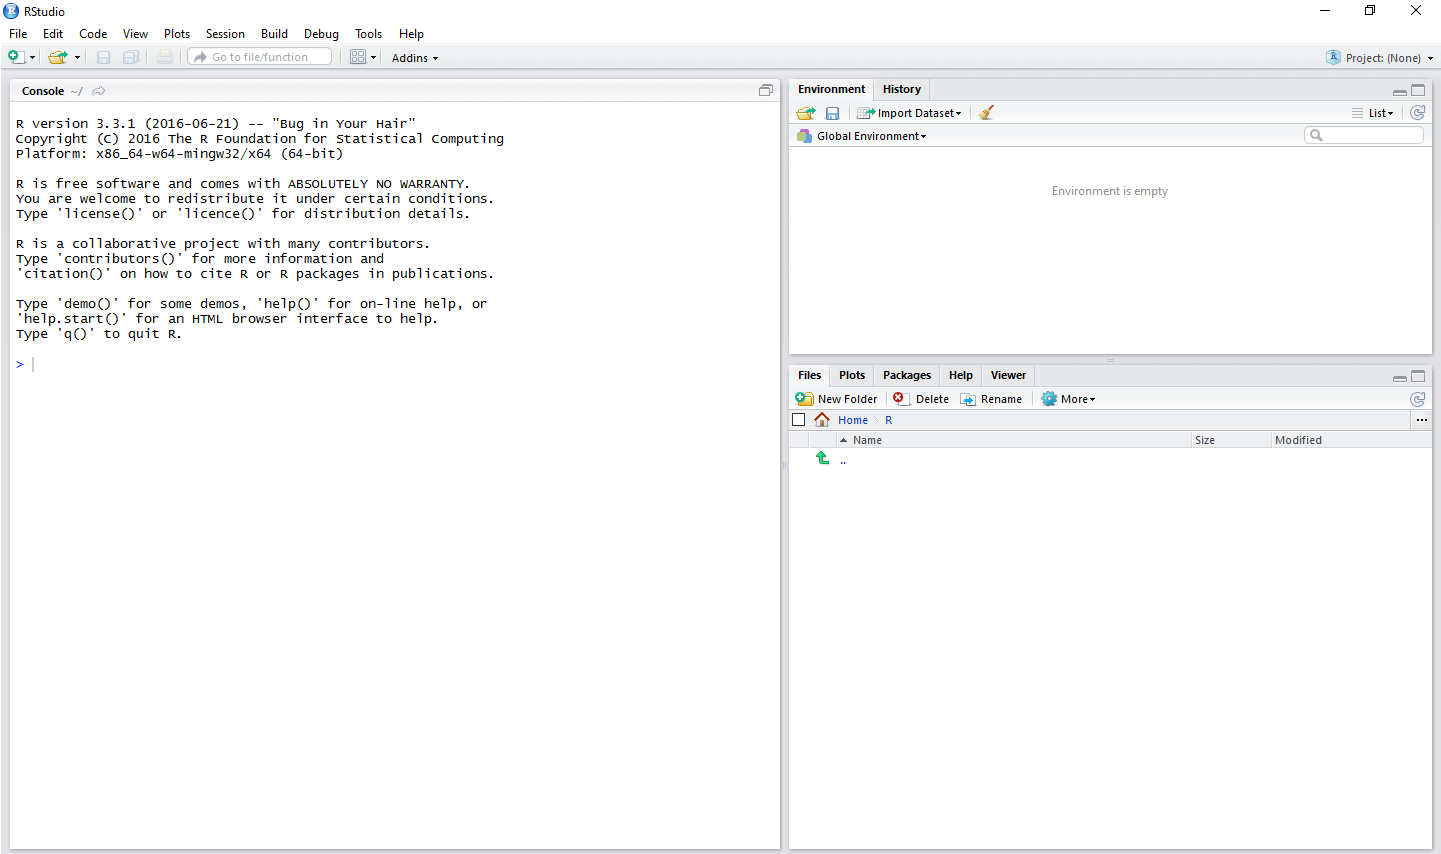 RStudio
File Edit Code View Plots Session Build Debug Tools Help
Go to file/function Addins Project: (None)
Console ~/
R version 3.3.1 (2016-06-21) -- "Bug in Your Hair"
Copyright (C) 2016 The R Foundation for Statistical Computing
Platform: x86_64-w64-mingw32/x64 (64-bit)
R is free software and comes with ABSOLUTELY NO WARRANTY.
You are welcome to redistribute it under certain conditions.
Type 'license()' or 'licence()' for distribution details.
R is a collaborative project with many contributors.
Type 'contributors()' for more information and
'citation()' on how to cite R or R packages in publications.
Type 'demo()' for some demos, 'help()' for on-line help, or
'help.start()' for an HTML browser interface to help.
Type 'q()' to quit R.
>
Environment History
Import Dataset List
Global Environment
Environment is empty
Files Plots Packages Help Viewer
New Folder Delete Rename More
Home R ...
Name Size Modified
..